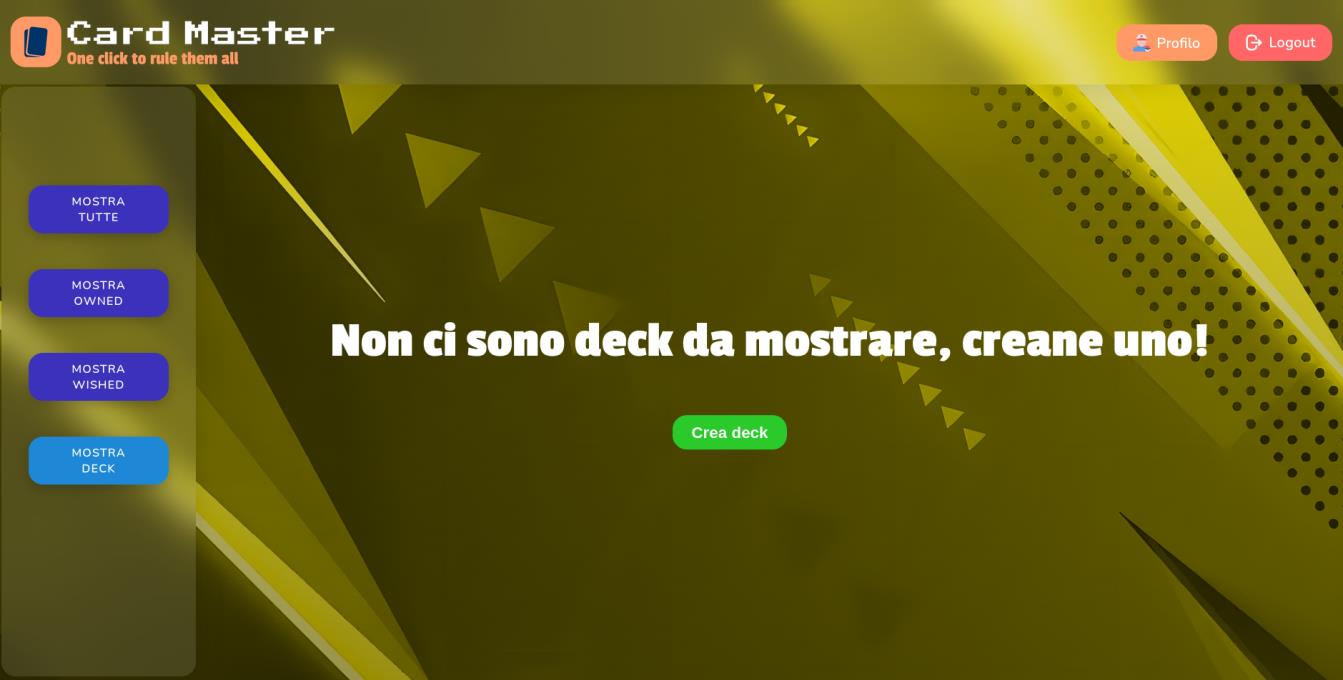 Card Master
One click to rule them all
Profilo
Logout
MOSTRA
TUTTE
MOSTRA
OWNED
MOSTRA
WISHED
MOSTRA
DECK
Non ci sono deck da mostrare, creane uno!
Crea deck